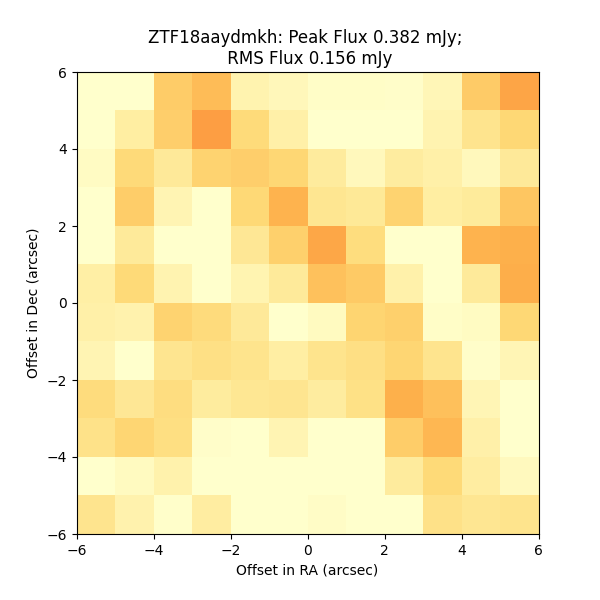 ZTF18aaydmkh: Peak Flux 0.382 mJy;
RMS Flux 0.156 mJy
6
4
2
0
−2
−4
−6
Offset in Dec (arcsec)
−6 −4 −2 0 2 4 6
Offset in RA (arcsec)